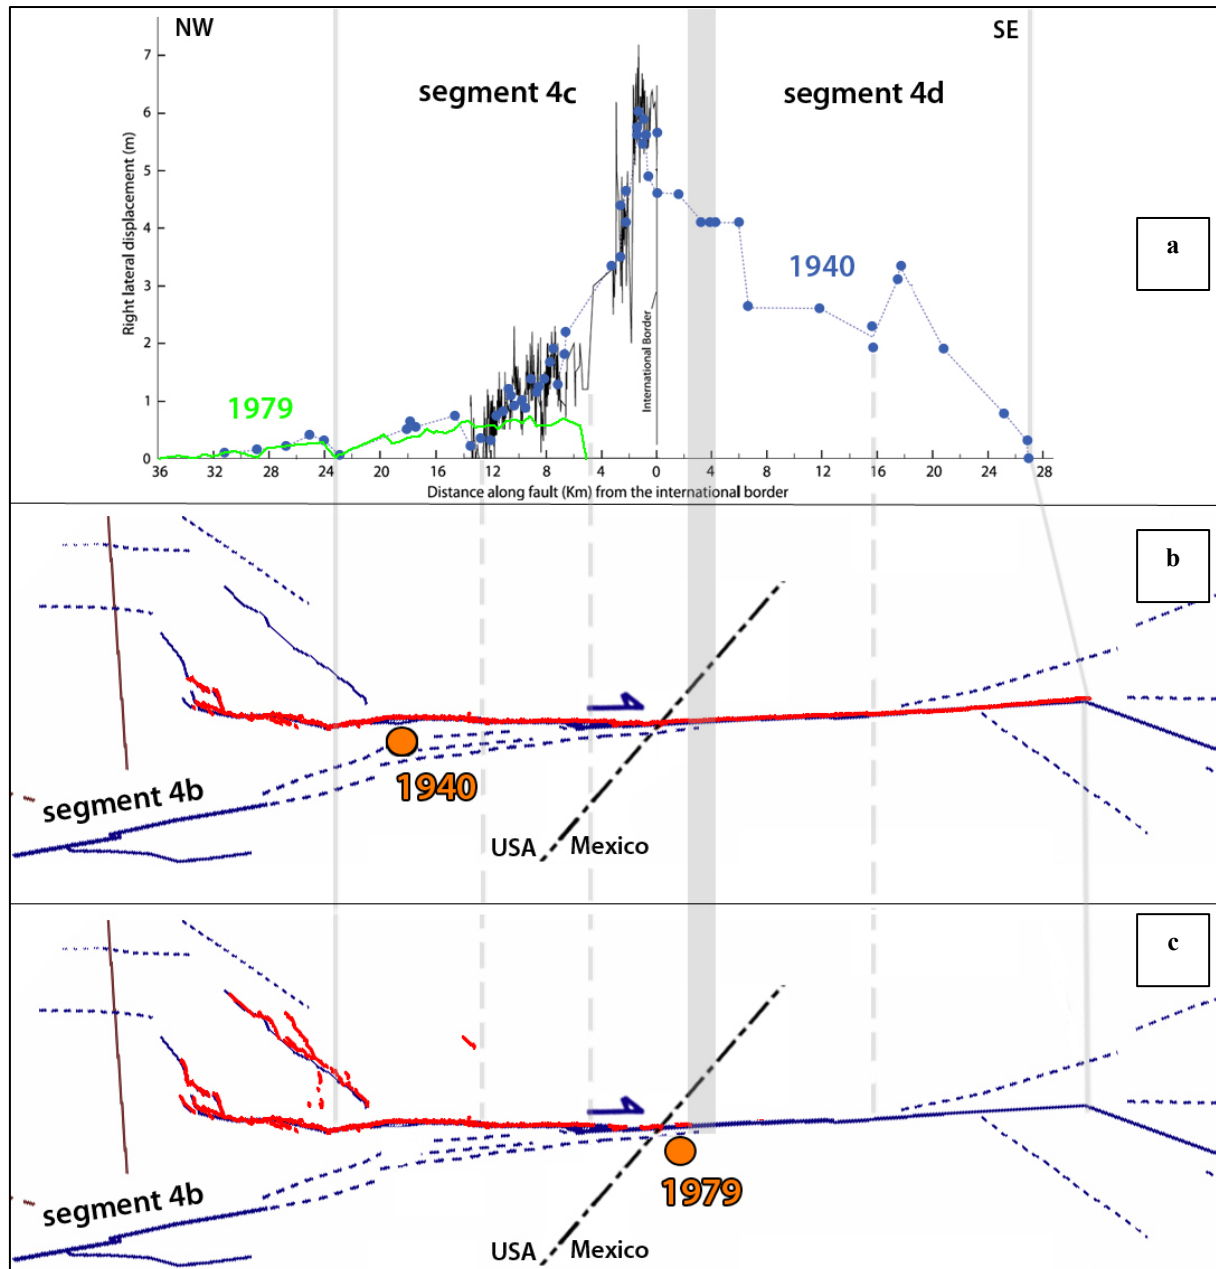 NW
SE
segment 4c
segment 4d
a
7
6
5
4
3
2
1
0
Right lateral displacement (m)
1940
1979
International Border
36
32
28
24
20
16
12
8
4
0
4
8
12
16
20
24
28
Distance along fault (Km) from the international border
b
1940
segment 4b
USA
Mexico
c
1979
segment 4b
USA
Mexico